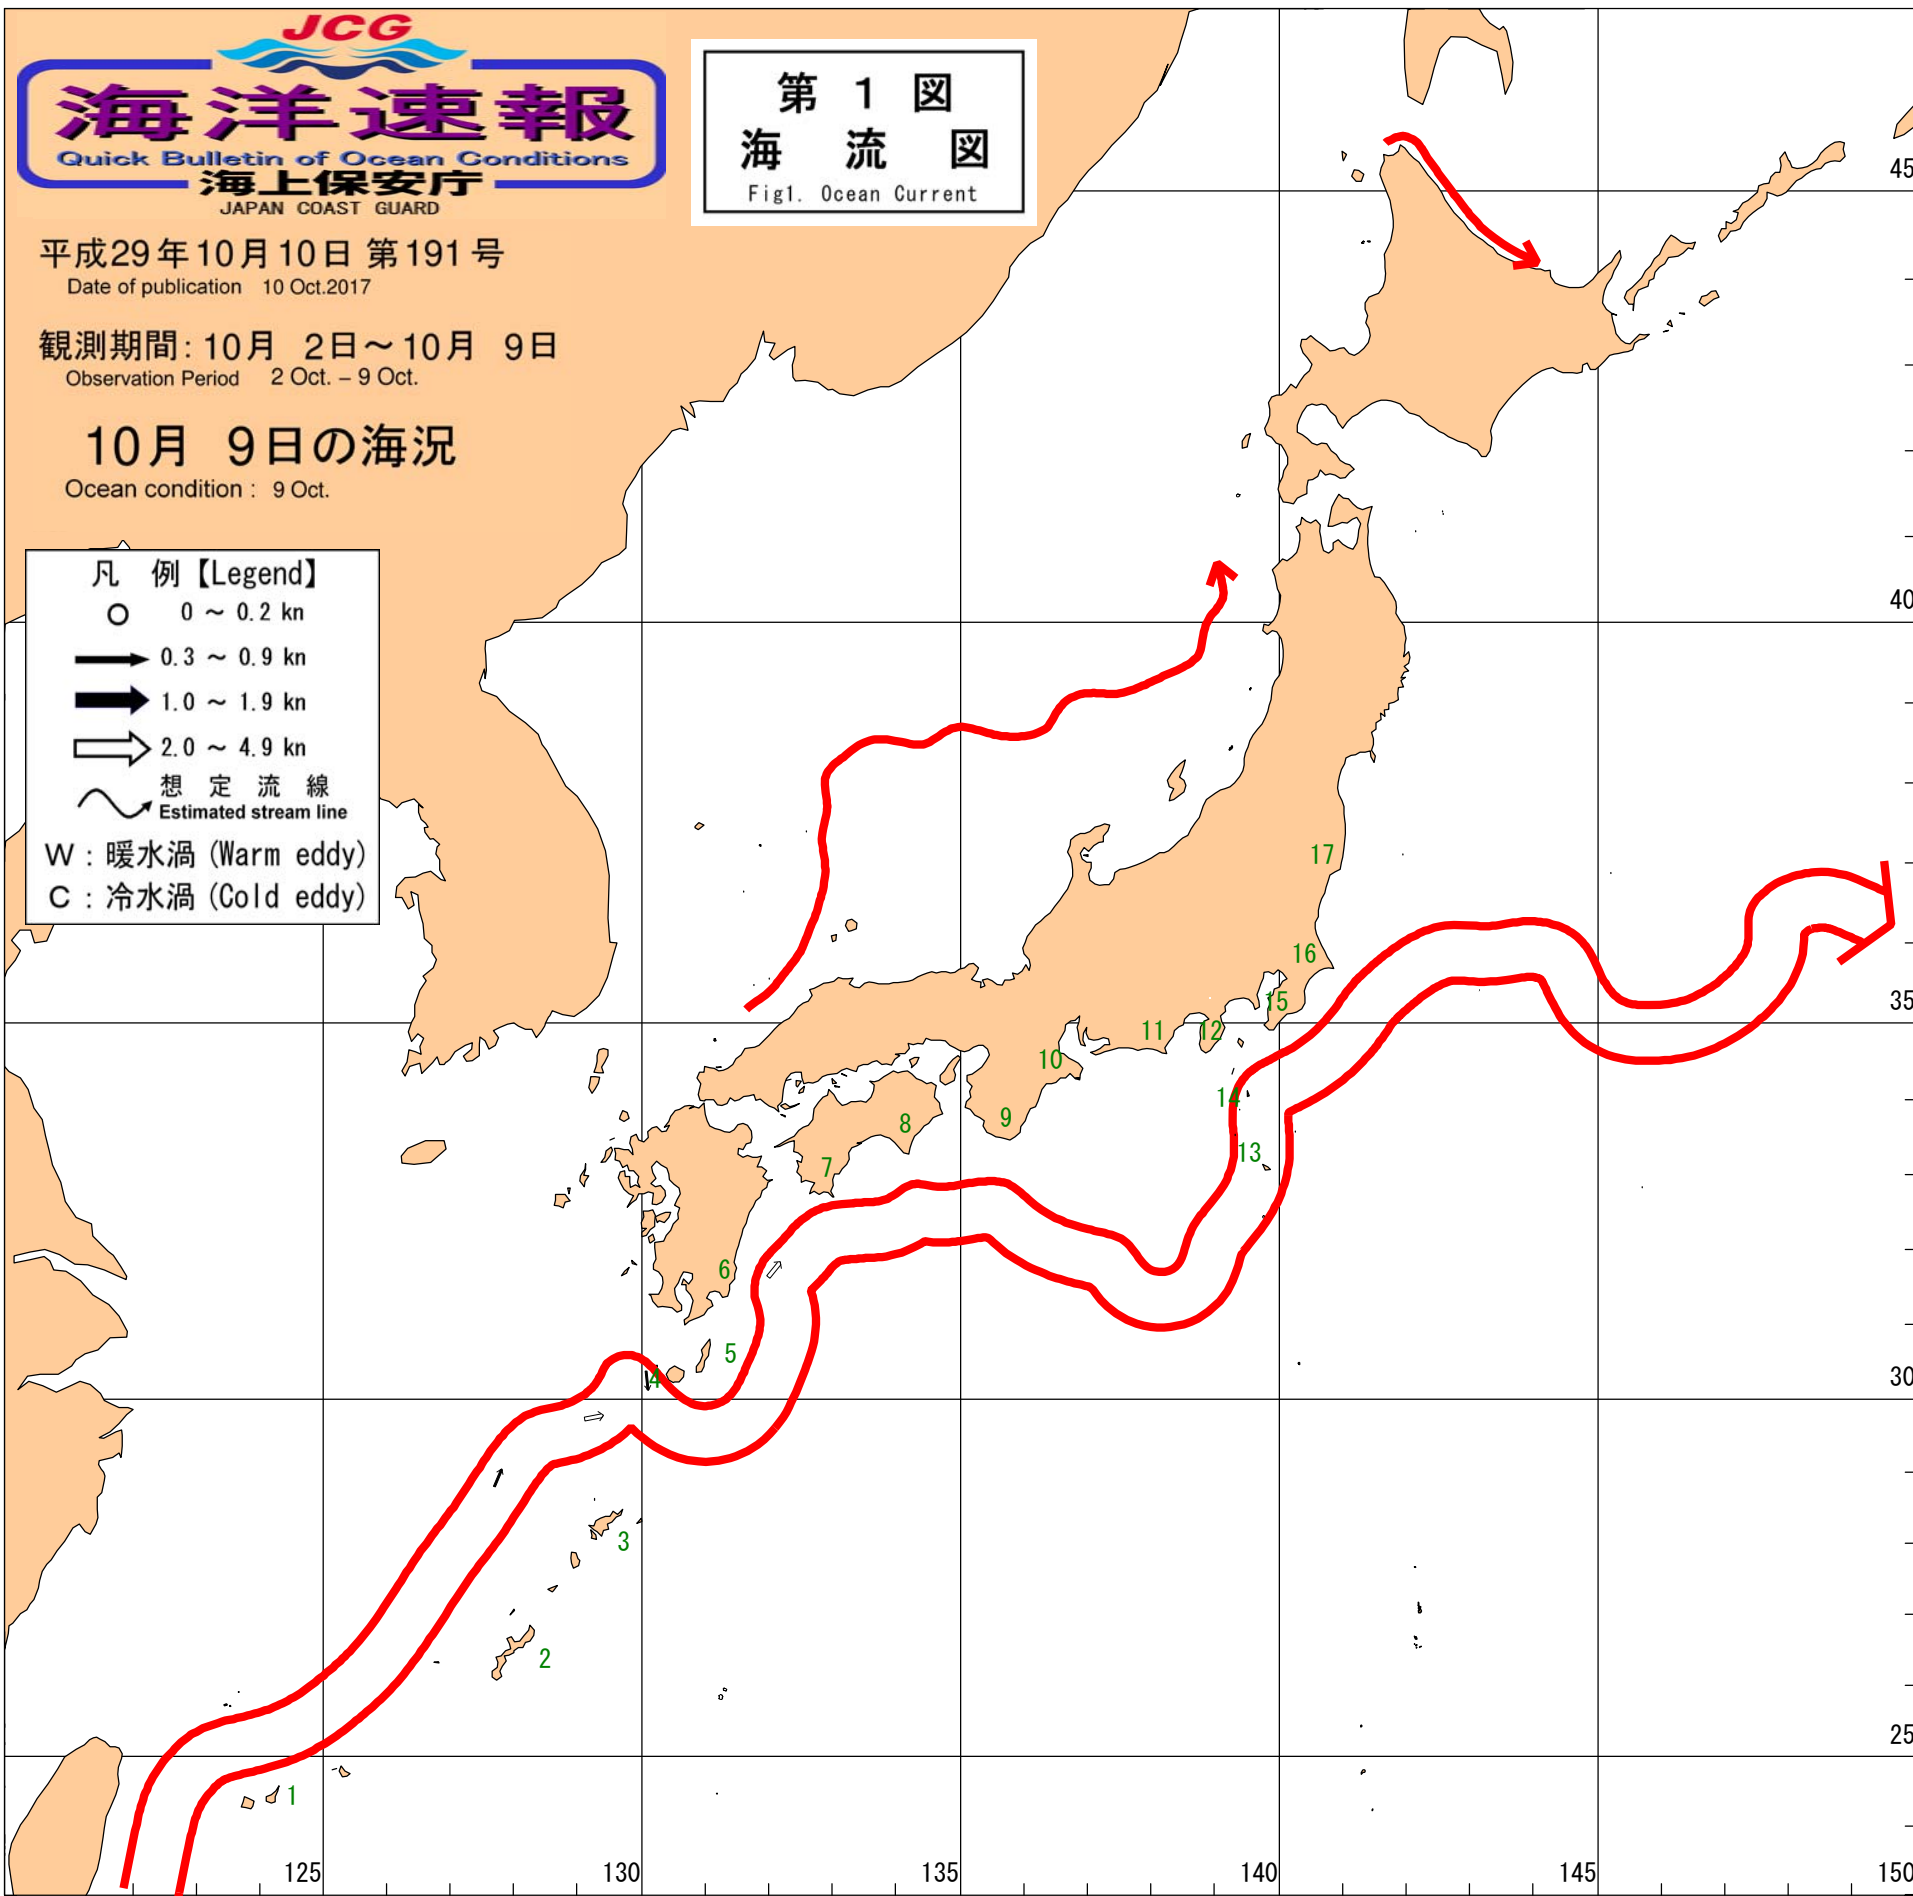 JCG
海洋速報
Quick Bulletin of Ocean Conditions
海上保安庁
JAPAN COAST GUARD
第 1 図
海 流 図
Fig1. Ocean Current
平成29年10月10日 第191号
Date of publication 10 Oct.2017
観測期間: 10月 2日～10月 9日
Observation Period 2 Oct. – 9 Oct.
10月 9日の海況
Ocean condition : 9 Oct.
凡 例【Legend】
0 ～ 0.2 kn
0.3 ～ 0.9 kn
1.0 ～ 1.9 kn
2.0 ～ 4.9 kn
想 定 流 線
Estimated stream line
W : 暖水渦 (Warm eddy)
C : 冷水渦 (Cold eddy)
45
40
35
30
25
17
16
15
14
13
12
11
10
9
8
7
6
5
4
3
2
1
125
130
135
140
145
150